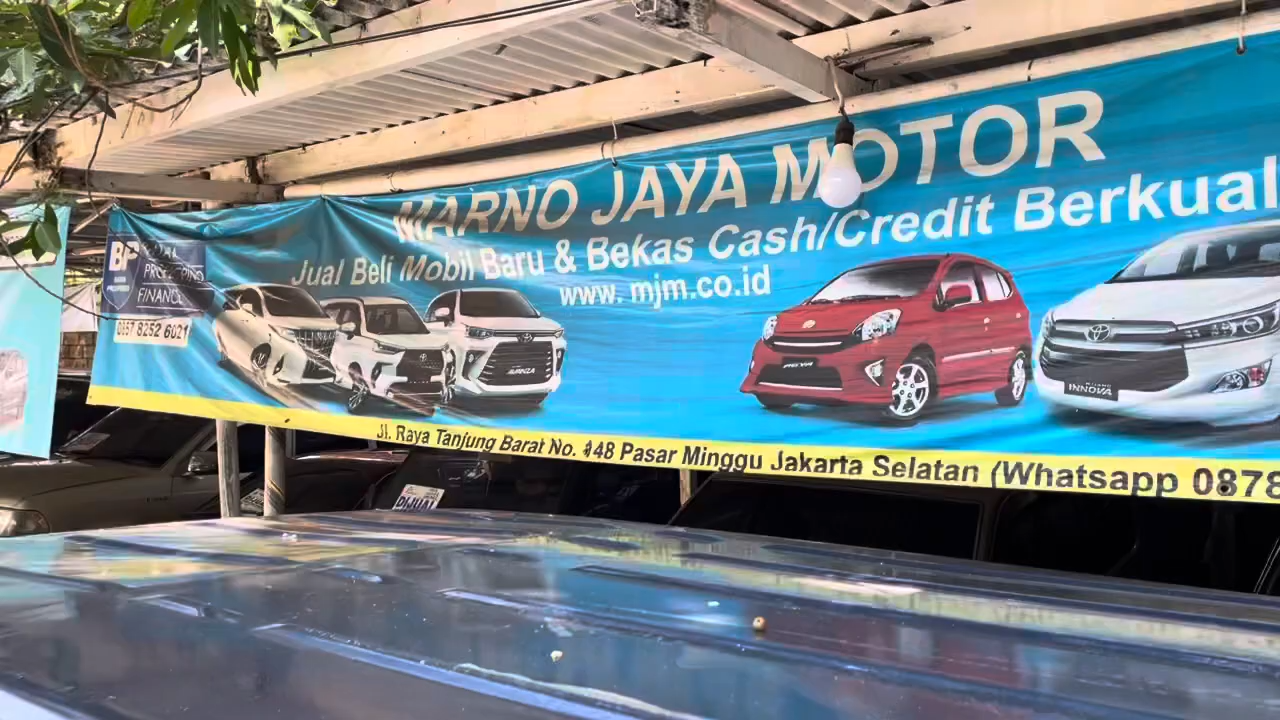 MARNO JAYA MOTOR
Jual Beli Mobil Baru & Bekas Cash/Credit Berkual
www. mjm.co.id
BF
FINANCE
0857 8252 6021
AVANZA
INNOVA
Jl. Raya Tanjung Barat No. 148 Pasar Minggu Jakarta Selatan (Whatsapp 0878
DIJUAL